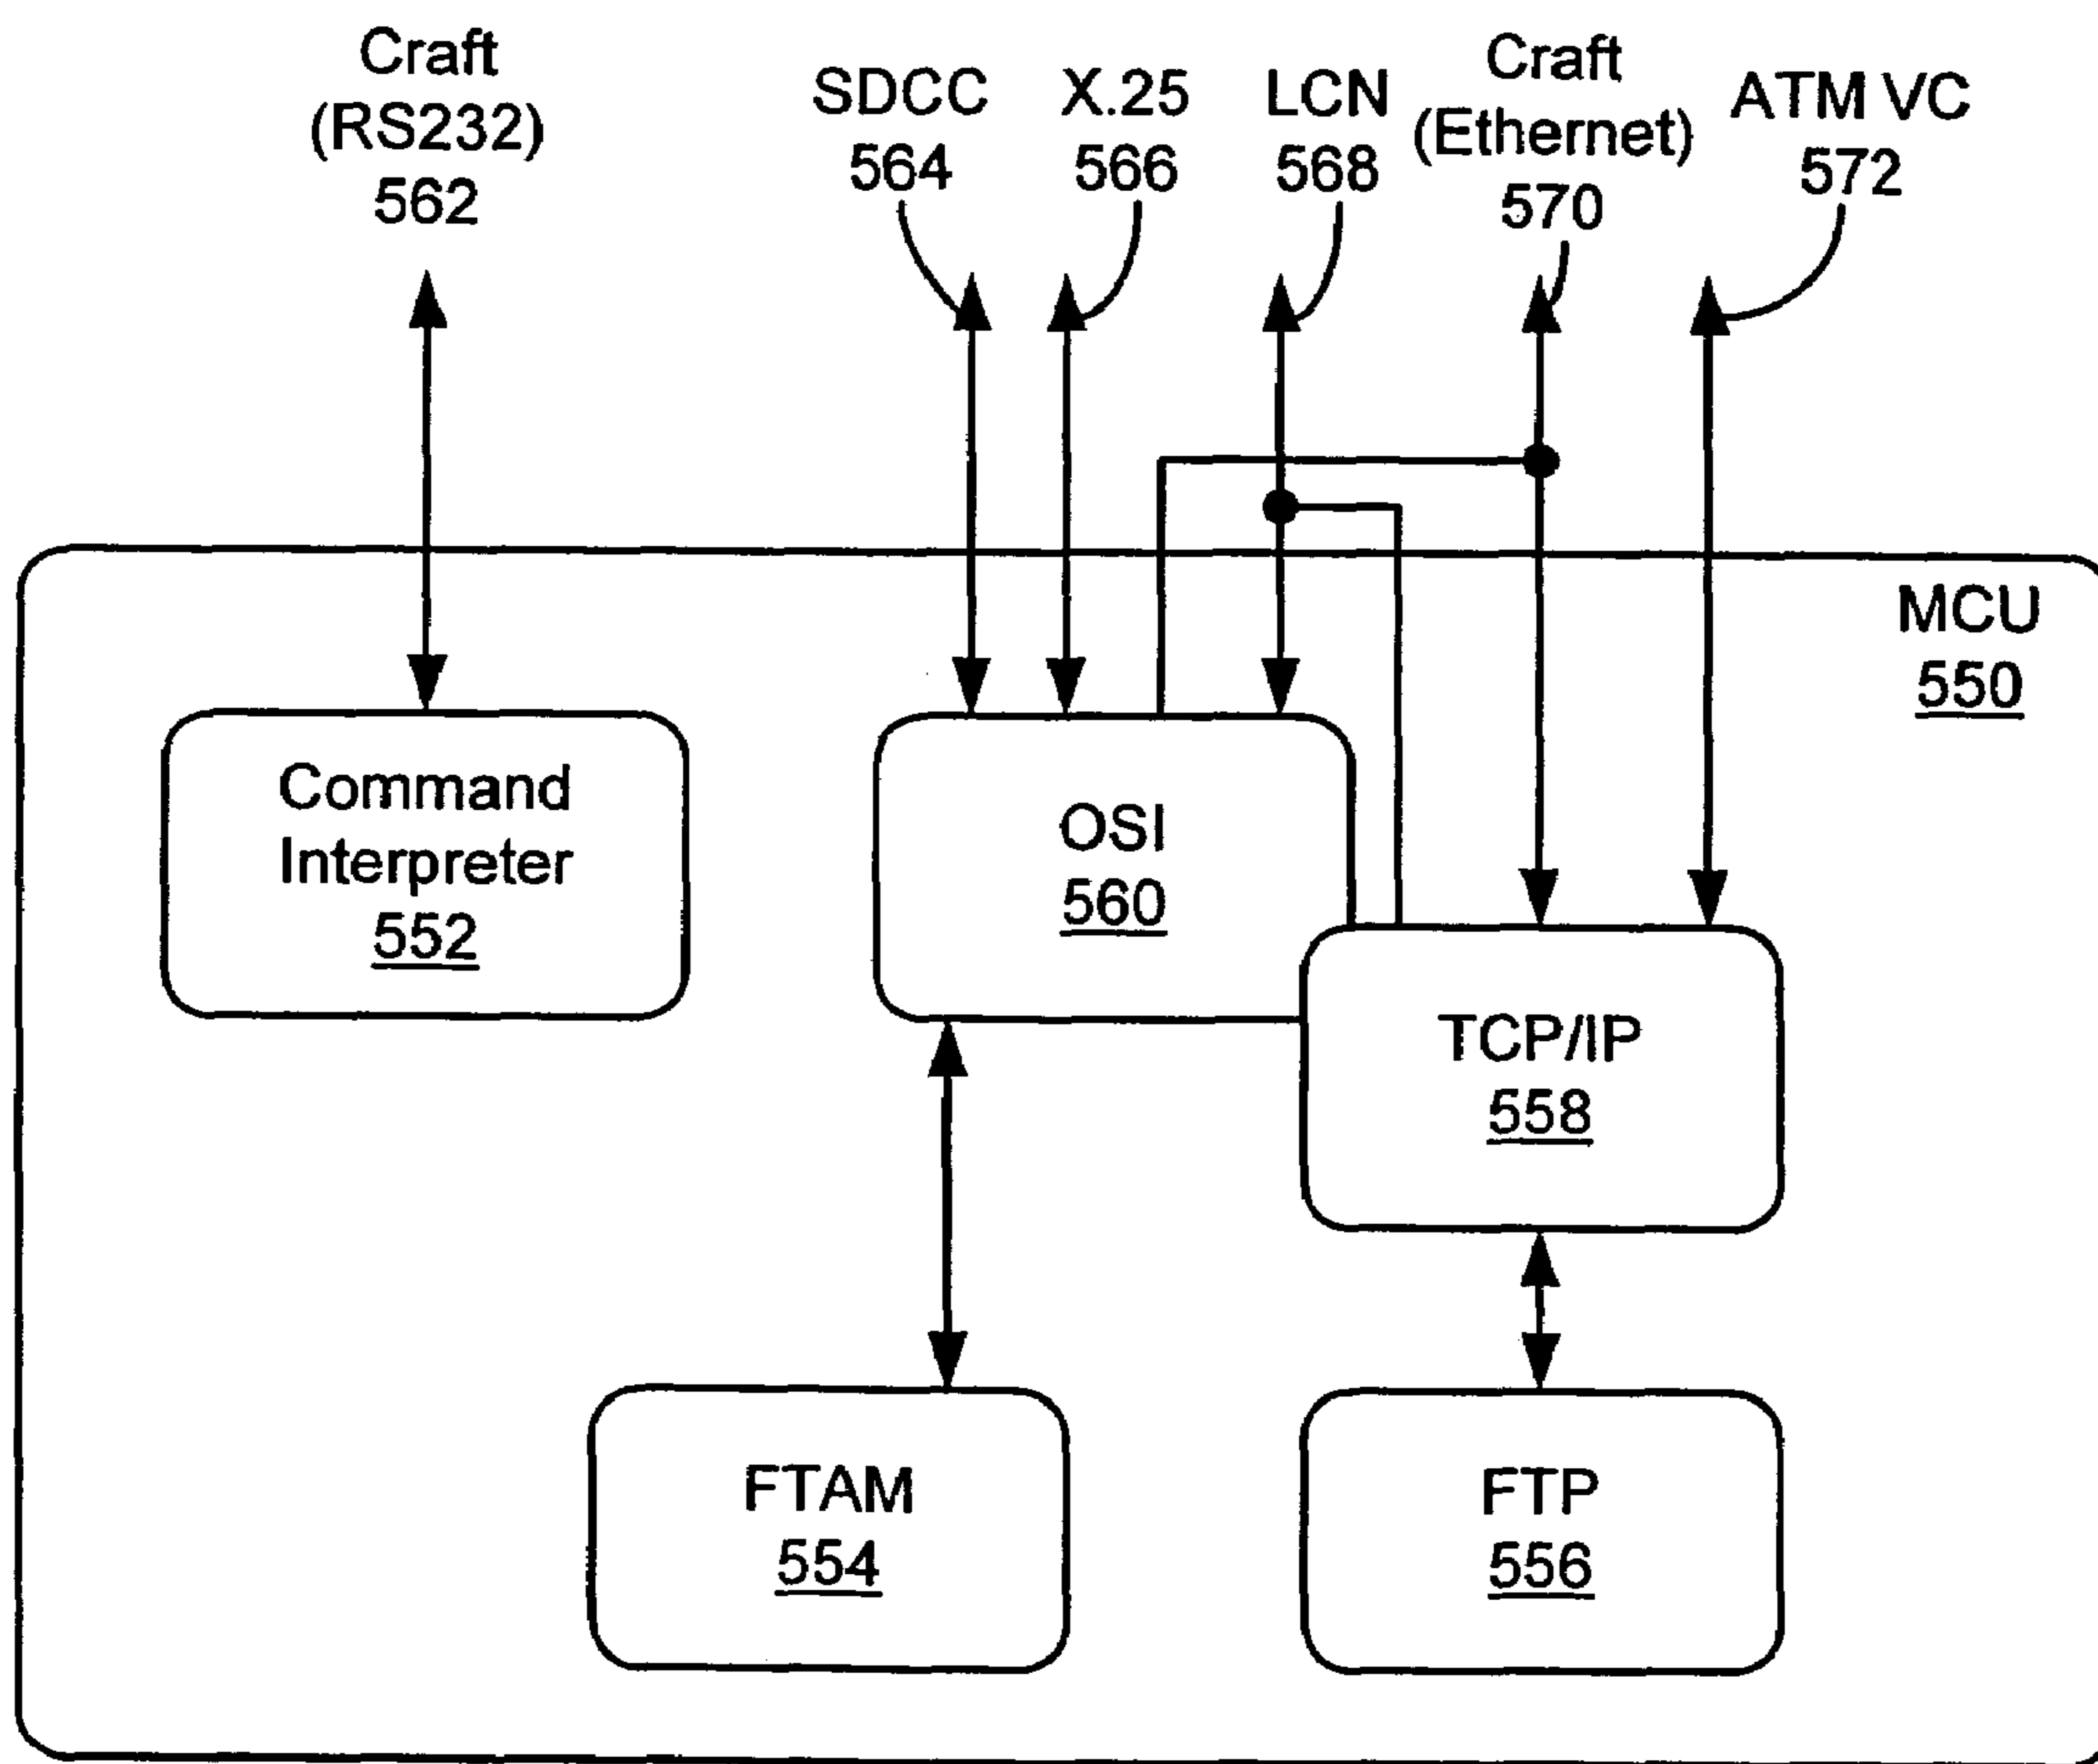 Craft
(RS232)
562
SDCC
564
X.25
566
LCN
568
Craft
(Ethernet)
570
ATM VC
572
MCU
550
Command
Interpreter
552
OSI
560
TCP/IP
558
FTAM
554
FTP
556